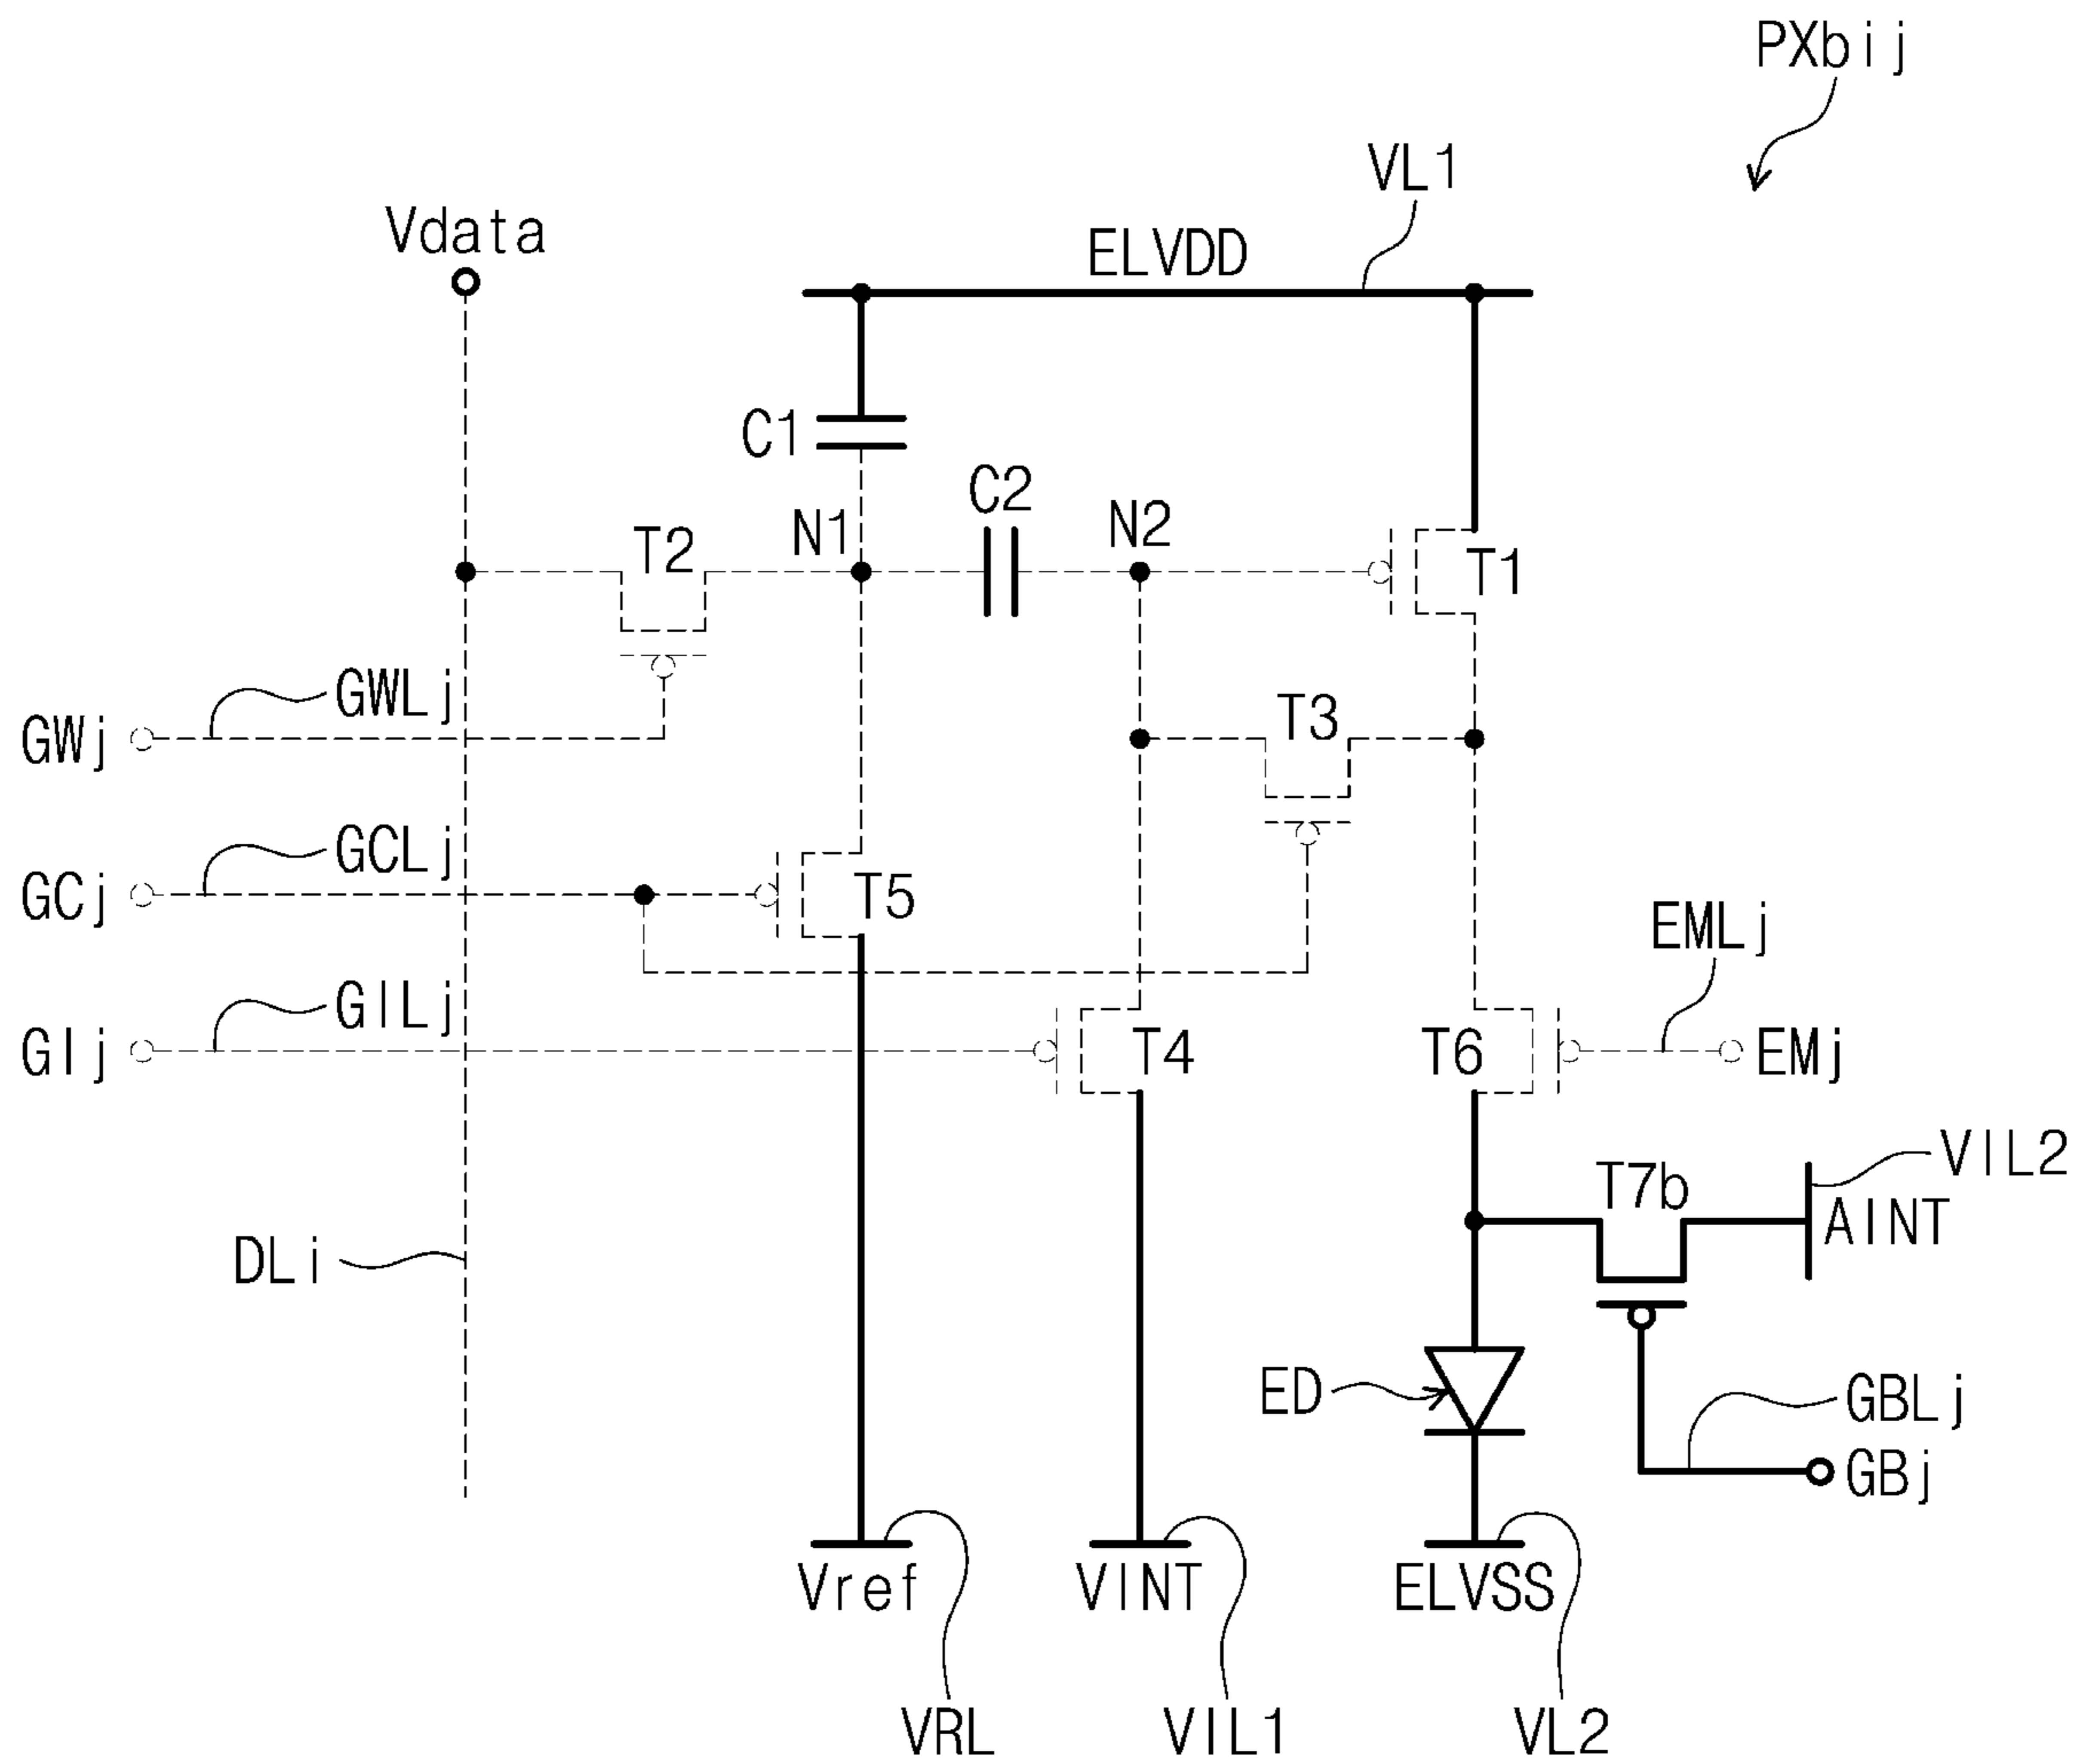 PXbij
VL1
Vdata
ELVDD
C1
C2
N1
N2
T2
T1
GWLj
T3
GWj
GCLj
GCj
T5
EMLj
GILj
GIj
T4
T6
EMj
VIL2
T7b
AINT
DLi
ED
GBLj
GBj
Vref
VINT
ELVSS
VRL
VIL1
VL2